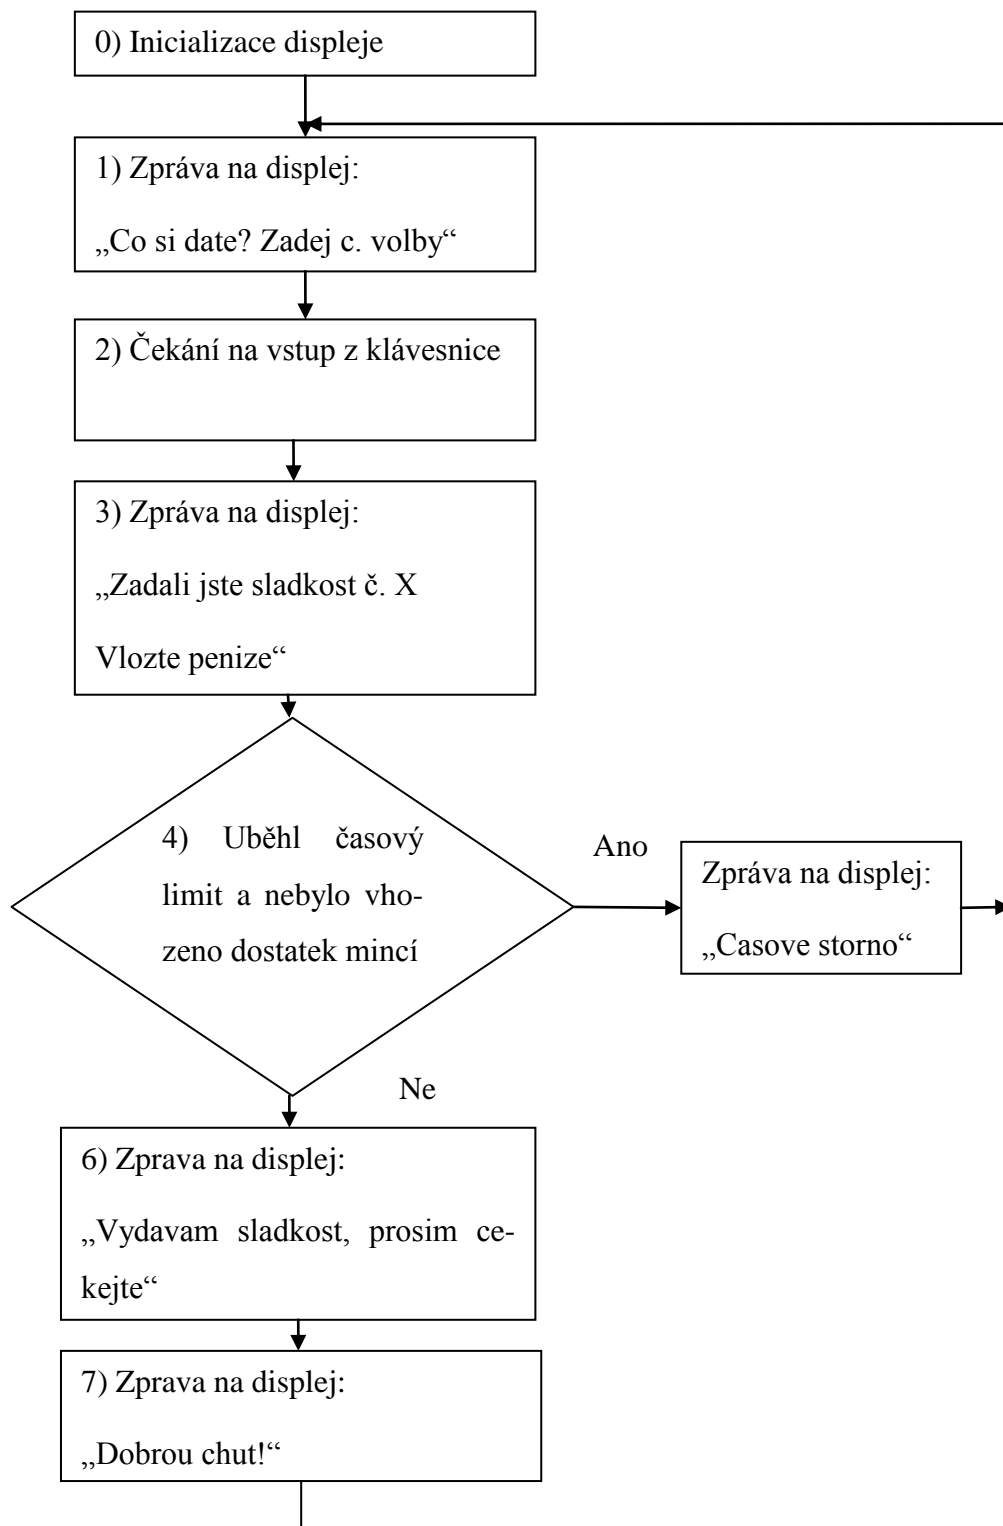 0) Inicializace displeje
1) Zpráva na displej:
„Co si date? Zadej c. volby“
2) Čekání na vstup z klávesnice
3) Zpráva na displej:
„Zadali jste sladkost č. X
Vlozte penize“
4) Uběhl časový
limit a nebylo vho-
zeno dostatek mincí
Ano
Zpráva na displej:
„Casove storno“
Ne
6) Zprava na displej:
„Vydavam sladkost, prosim ce-
kejte“
7) Zprava na displej:
„Dobrou chut!“